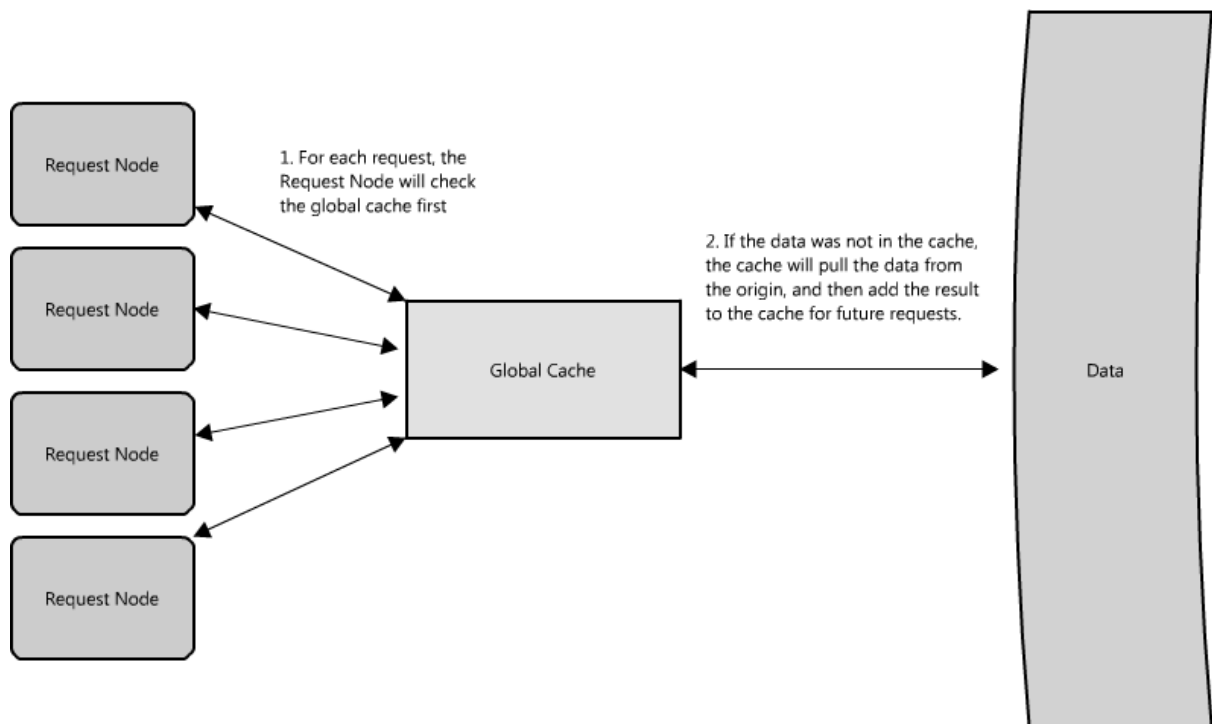 Request Node
1. For each request, the
Request Node will check
the global cache first
2. If the data was not in the cache,
the cache will pull the data from
the origin, and then add the result
to the cache for future requests.
Request Node
Global Cache
Data
Request Node
Request Node